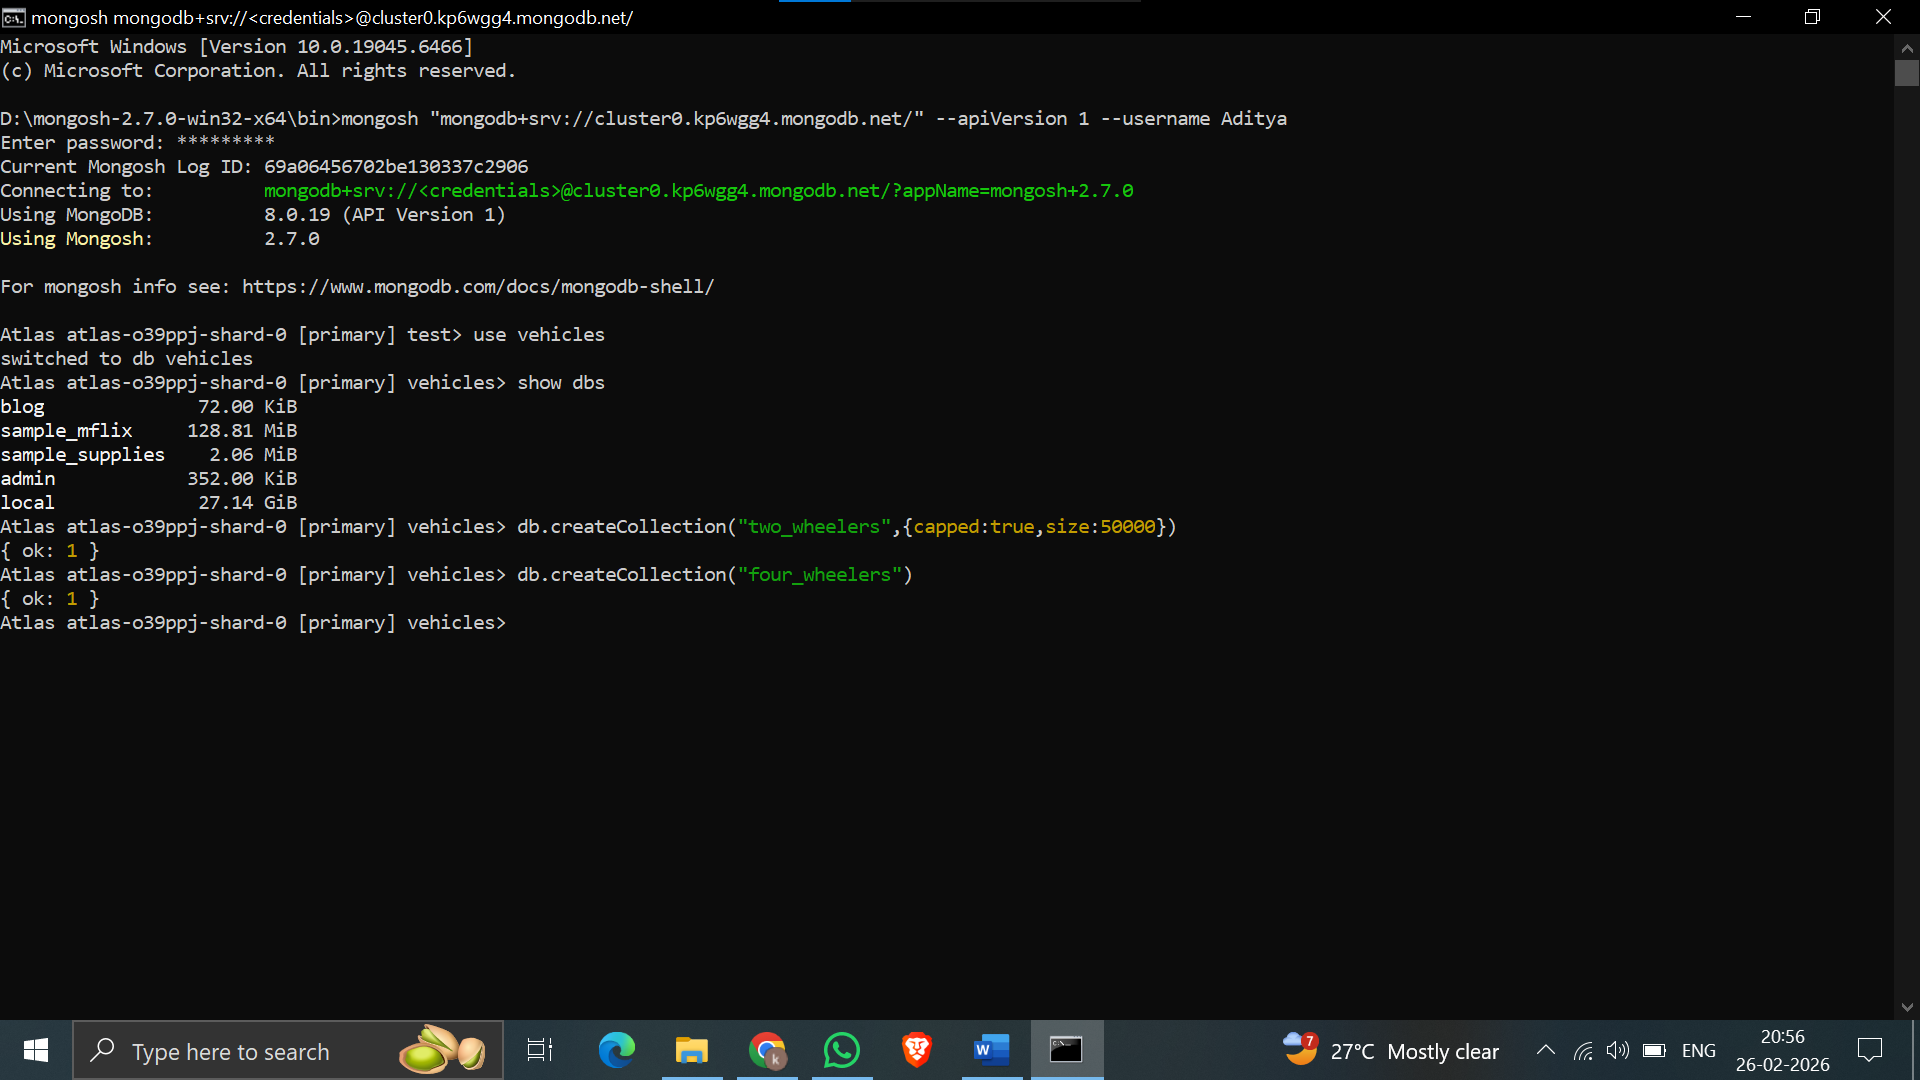 mongosh mongodb+srv://<credentials>@cluster0.kp6wgg4.mongodb.net/
Microsoft Windows [Version 10.0.19045.6466]
(c) Microsoft Corporation. All rights reserved.
D:\mongosh-2.7.0-win32-x64\bin>mongosh "mongodb+srv://cluster0.kp6wgg4.mongodb.net/" --apiVersion 1 --username Aditya
Enter password: *********
Current Mongosh Log ID: 69a06456702be130337c2906
Connecting to:          mongodb+srv://<credentials>@cluster0.kp6wgg4.mongodb.net/?appName=mongosh+2.7.0
Using MongoDB:          8.0.19 (API Version 1)
Using Mongosh:          2.7.0
For mongosh info see: https://www.mongodb.com/docs/mongodb-shell/
Atlas atlas-o39ppj-shard-0 [primary] test> use vehicles
switched to db vehicles
Atlas atlas-o39ppj-shard-0 [primary] vehicles> show dbs
blog              72.00 KiB
sample_mflix     128.81 MiB
sample_supplies    2.06 MiB
admin            352.00 KiB
local             27.14 GiB
Atlas atlas-o39ppj-shard-0 [primary] vehicles> db.createCollection("two_wheelers",{capped:true,size:50000})
{ ok: 1 }
Atlas atlas-o39ppj-shard-0 [primary] vehicles> db.createCollection("four_wheelers")
{ ok: 1 }
Atlas atlas-o39ppj-shard-0 [primary] vehicles>
Type here to search
k
W
7
27°C Mostly clear
ENG
20:56
26-02-2026